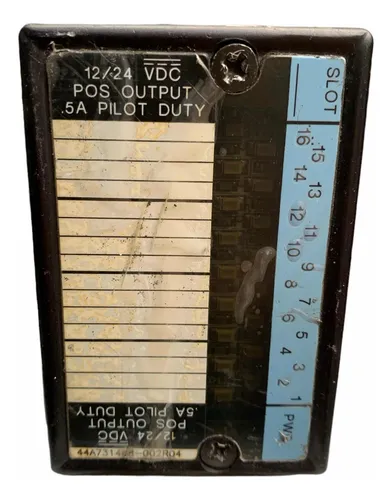 12/24 VDC
POS OUTPUT
.5A PILOT DUTY
SLOT
16
15
14
13
12
11
10
9
8
7
6
5
4
3
2
1
12/24 VDC
POS OUTPUT
.5A PILOT DUTY